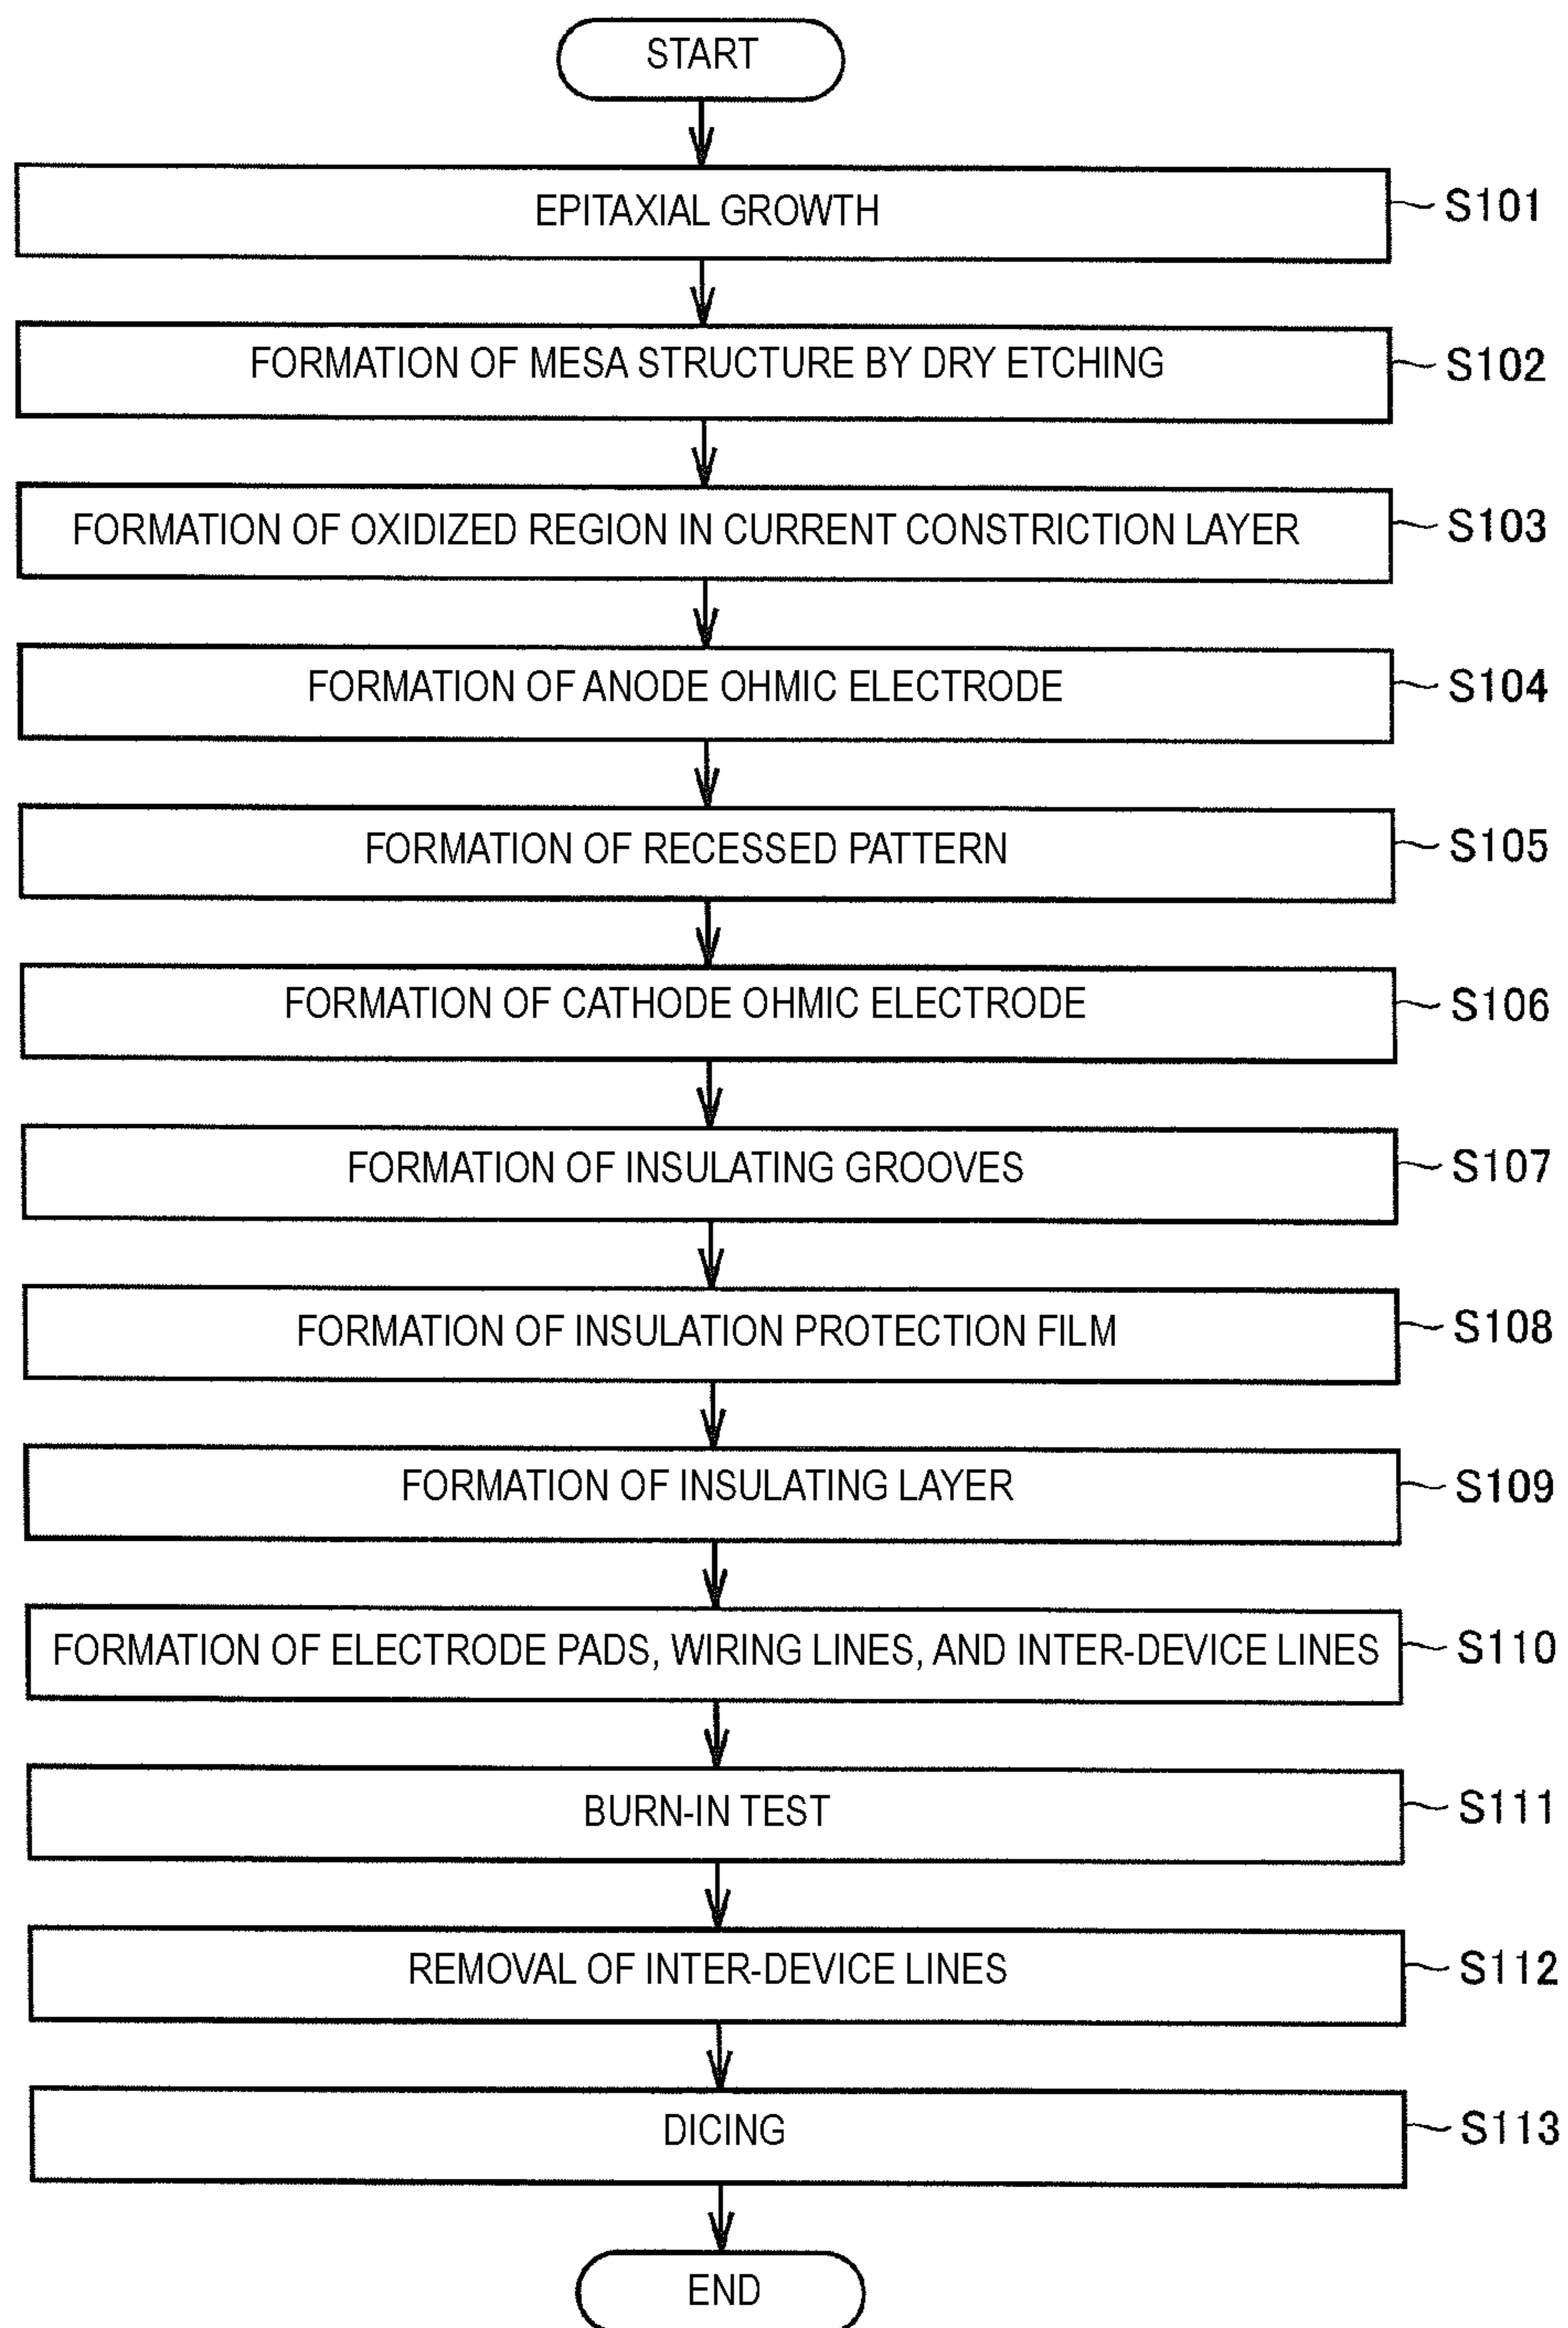 START
EPITAXIAL GROWTH S101
FORMATION OF MESA STRUCTURE BY DRY ETCHING S102
FORMATION OF OXIDIZED REGION IN CURRENT CONSTRICTION LAYER S103
FORMATION OF ANODE OHMIC ELECTRODE S104
FORMATION OF RECESSED PATTERN S105
FORMATION OF CATHODE OHMIC ELECTRODE S106
FORMATION OF INSULATING GROOVES S107
FORMATION OF INSULATION PROTECTION FILM S108
FORMATION OF INSULATING LAYER S109
FORMATION OF ELECTRODE PADS, WIRING LINES, AND INTER-DEVICE LINES S110
BURN-IN TEST S111
REMOVAL OF INTER-DEVICE LINES S112
DICING S113
END